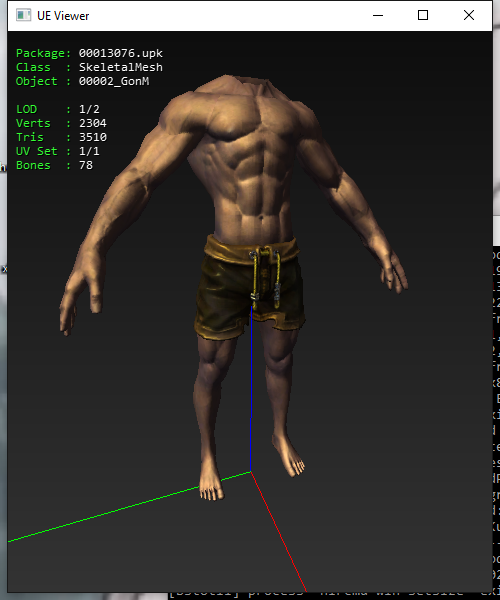 UE Viewer
Package: 00013076.upk
Class : SkeletalMesh
Object : 00002_GonM
LOD : 1/2
Verts : 2304
Tris : 3510
UV Set : 1/1
Bones : 78